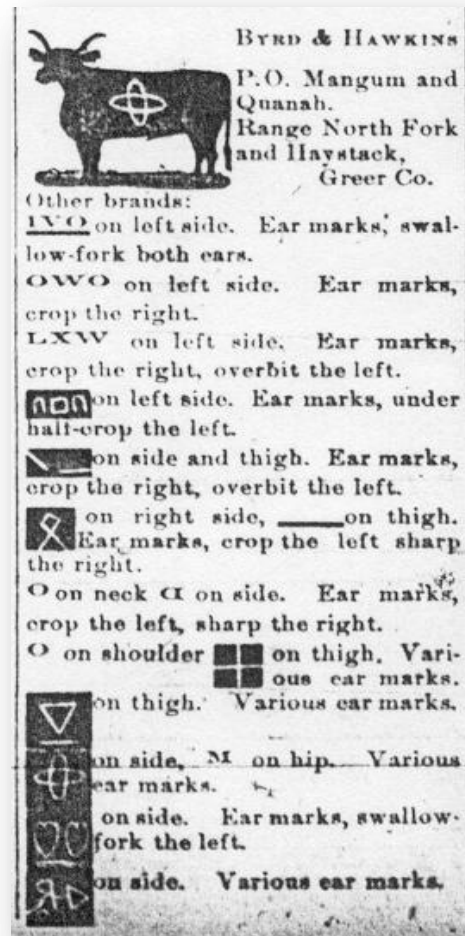 BYRD & HAWKINS
P.O. Mangum and
Quanah.
Range North Fork
and Haystack,
Greer Co.
Other brands:
IVO on left side. Ear marks, swal-
low-fork both ears.
OWO on left side. Ear marks,
crop the right.
LXW on left side. Ear marks,
crop the right, overbit the left.
on left side. Ear marks, under
half-crop the left.
on side and thigh. Ear marks,
crop the right, overbit the left.
on right side, ____ on thigh.
Ear marks, crop the left sharp
the right.
O on neck on side. Ear marks,
crop the left, sharp the right.
O on shoulder on thigh. Vari-
ous ear marks.
on thigh. Various ear marks.
on side, M on hip. Various
ear marks.
on side. Ear marks, swallow-
fork the left.
on side. Various ear marks.